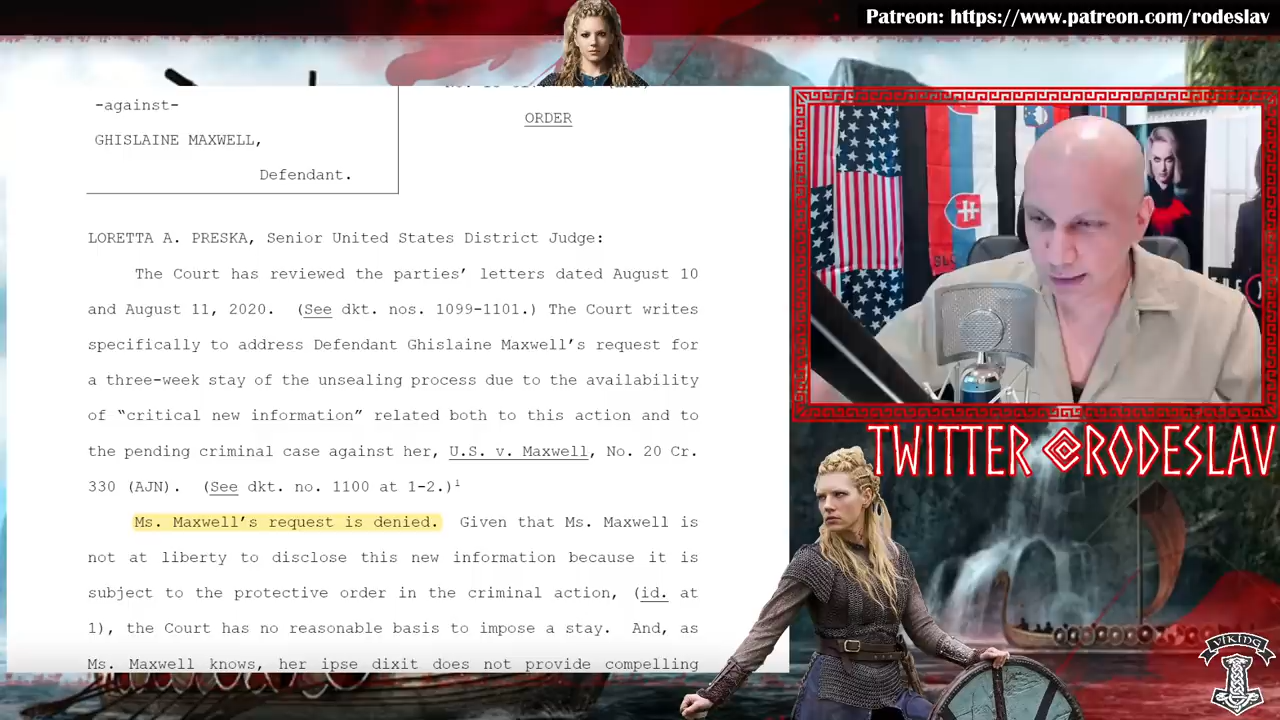 Patreon: https://www.patreon.com/rodeslav
-against-
ORDER
GHISLAINE MAXWELL,
Defendant.
LORETTA A. PRESKA, Senior United States District Judge:
The Court has reviewed the parties' letters dated August 10
and August 11, 2020. (See dkt. nos. 1099-1101.) The Court writes
specifically to address Defendant Ghislaine Maxwell's request for
a three-week stay of the unsealing process due to the availability
of "critical new information" related both to this action and to
the pending criminal case against her, U.S. v. Maxwell, No. 20 Cr.
330 (AJN). (See dkt. no. 1100 at 1-2.)¹
Ms. Maxwell's request is denied. Given that Ms. Maxwell is
not at liberty to disclose this new information because it is
subject to the protective order in the criminal action, (id. at
1), the Court has no reasonable basis to impose a stay. And, as
Ms. Maxwell knows, her ipse dixit does not provide compelling
TWITTER @RODESLAV
VIKING